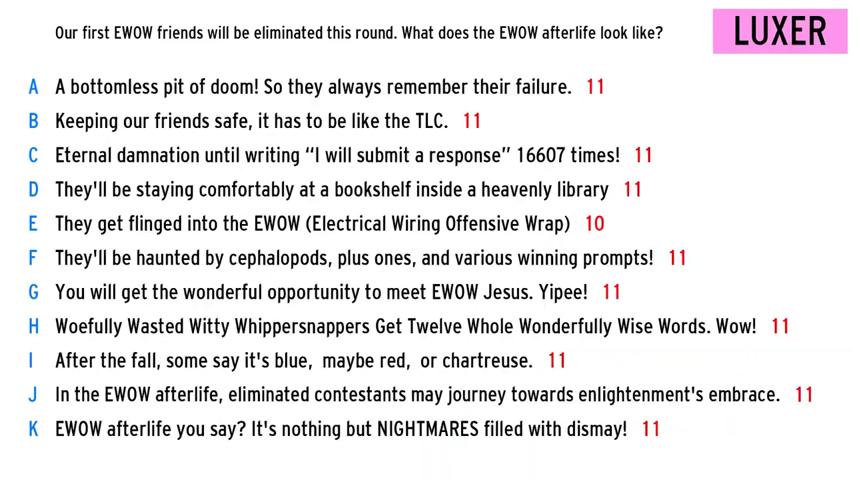 Our first EWOW friends will be eliminated this round. What does the EWOW afterlife look like?
LUXER
A A bottomless pit of doom! So they always remember their failure. 11
B Keeping our friends safe, it has to be like the TLC. 11
C Eternal damnation until writing “I will submit a response” 16607 times! 11
D They'll be staying comfortably at a bookshelf inside a heavenly library 11
E They get flinged into the EWOW (Electrical Wiring Offensive Wrap) 10
F They'll be haunted by cephalopods, plus ones, and various winning prompts! 11
G You will get the wonderful opportunity to meet EWOW Jesus. Yipee! 11
H Woefully Wasted Witty Whippersnappers Get Twelve Whole Wonderfully Wise Words. Wow! 11
I After the fall, some say it's blue, maybe red, or chartreuse. 11
J In the EWOW afterlife, eliminated contestants may journey towards enlightenment's embrace. 11
K EWOW afterlife you say? It's nothing but NIGHTMARES filled with dismay! 11